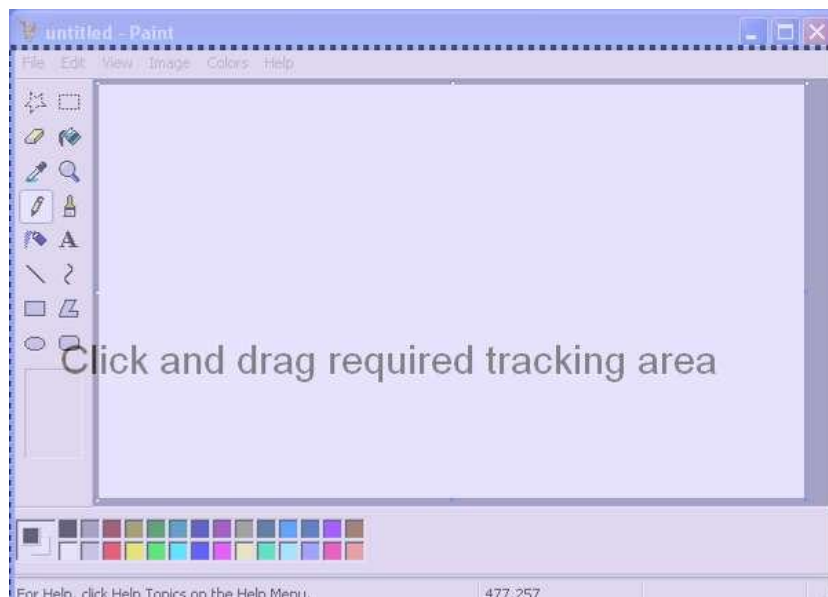 untitled - Paint
File Edit View Image Colors Help
A
Click and drag required tracking area
For Help, click Help Topics on the Help Menu.
477,257